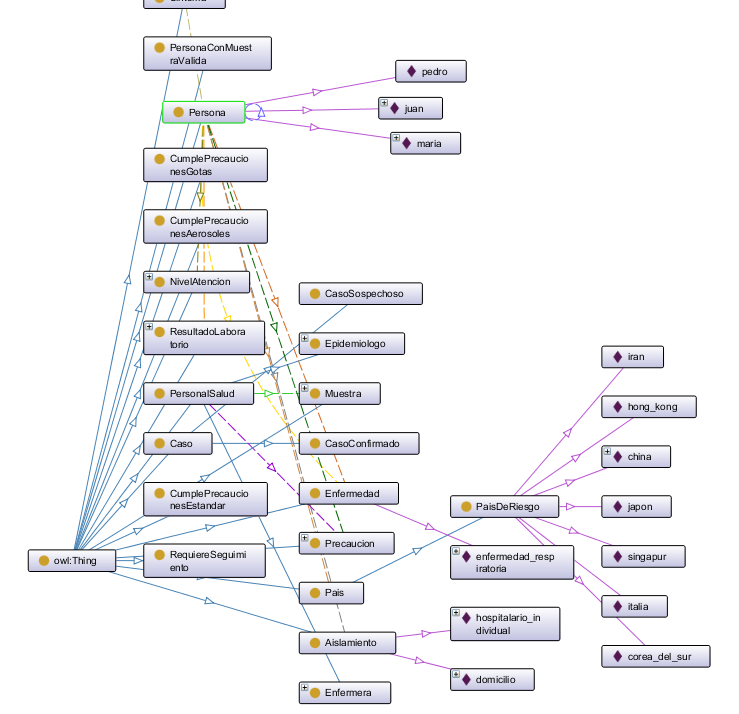 PersonaConMuest
raValida
pedro
Persona
juan
maria
CumplePrecaucio
nesGotas
CumplePrecaucio
nesAerosoles
NivelAtencion
CasoSospechoso
ResultadoLabora
torio
Epidemiologo
iran
PersonalSalud
Muestra
hong_kong
Caso
CasoConfirmado
china
CumplePrecaucio
nesEstandar
Enfermedad
PaisDeRiesgo
japon
owl:Thing
RequiereSeguimi
ento
Precaucion
enfermedad_resp
iratoria
singapur
Pais
italia
hospitalario_in
dividual
Aislamiento
corea_del_sur
domicilio
Enfermera